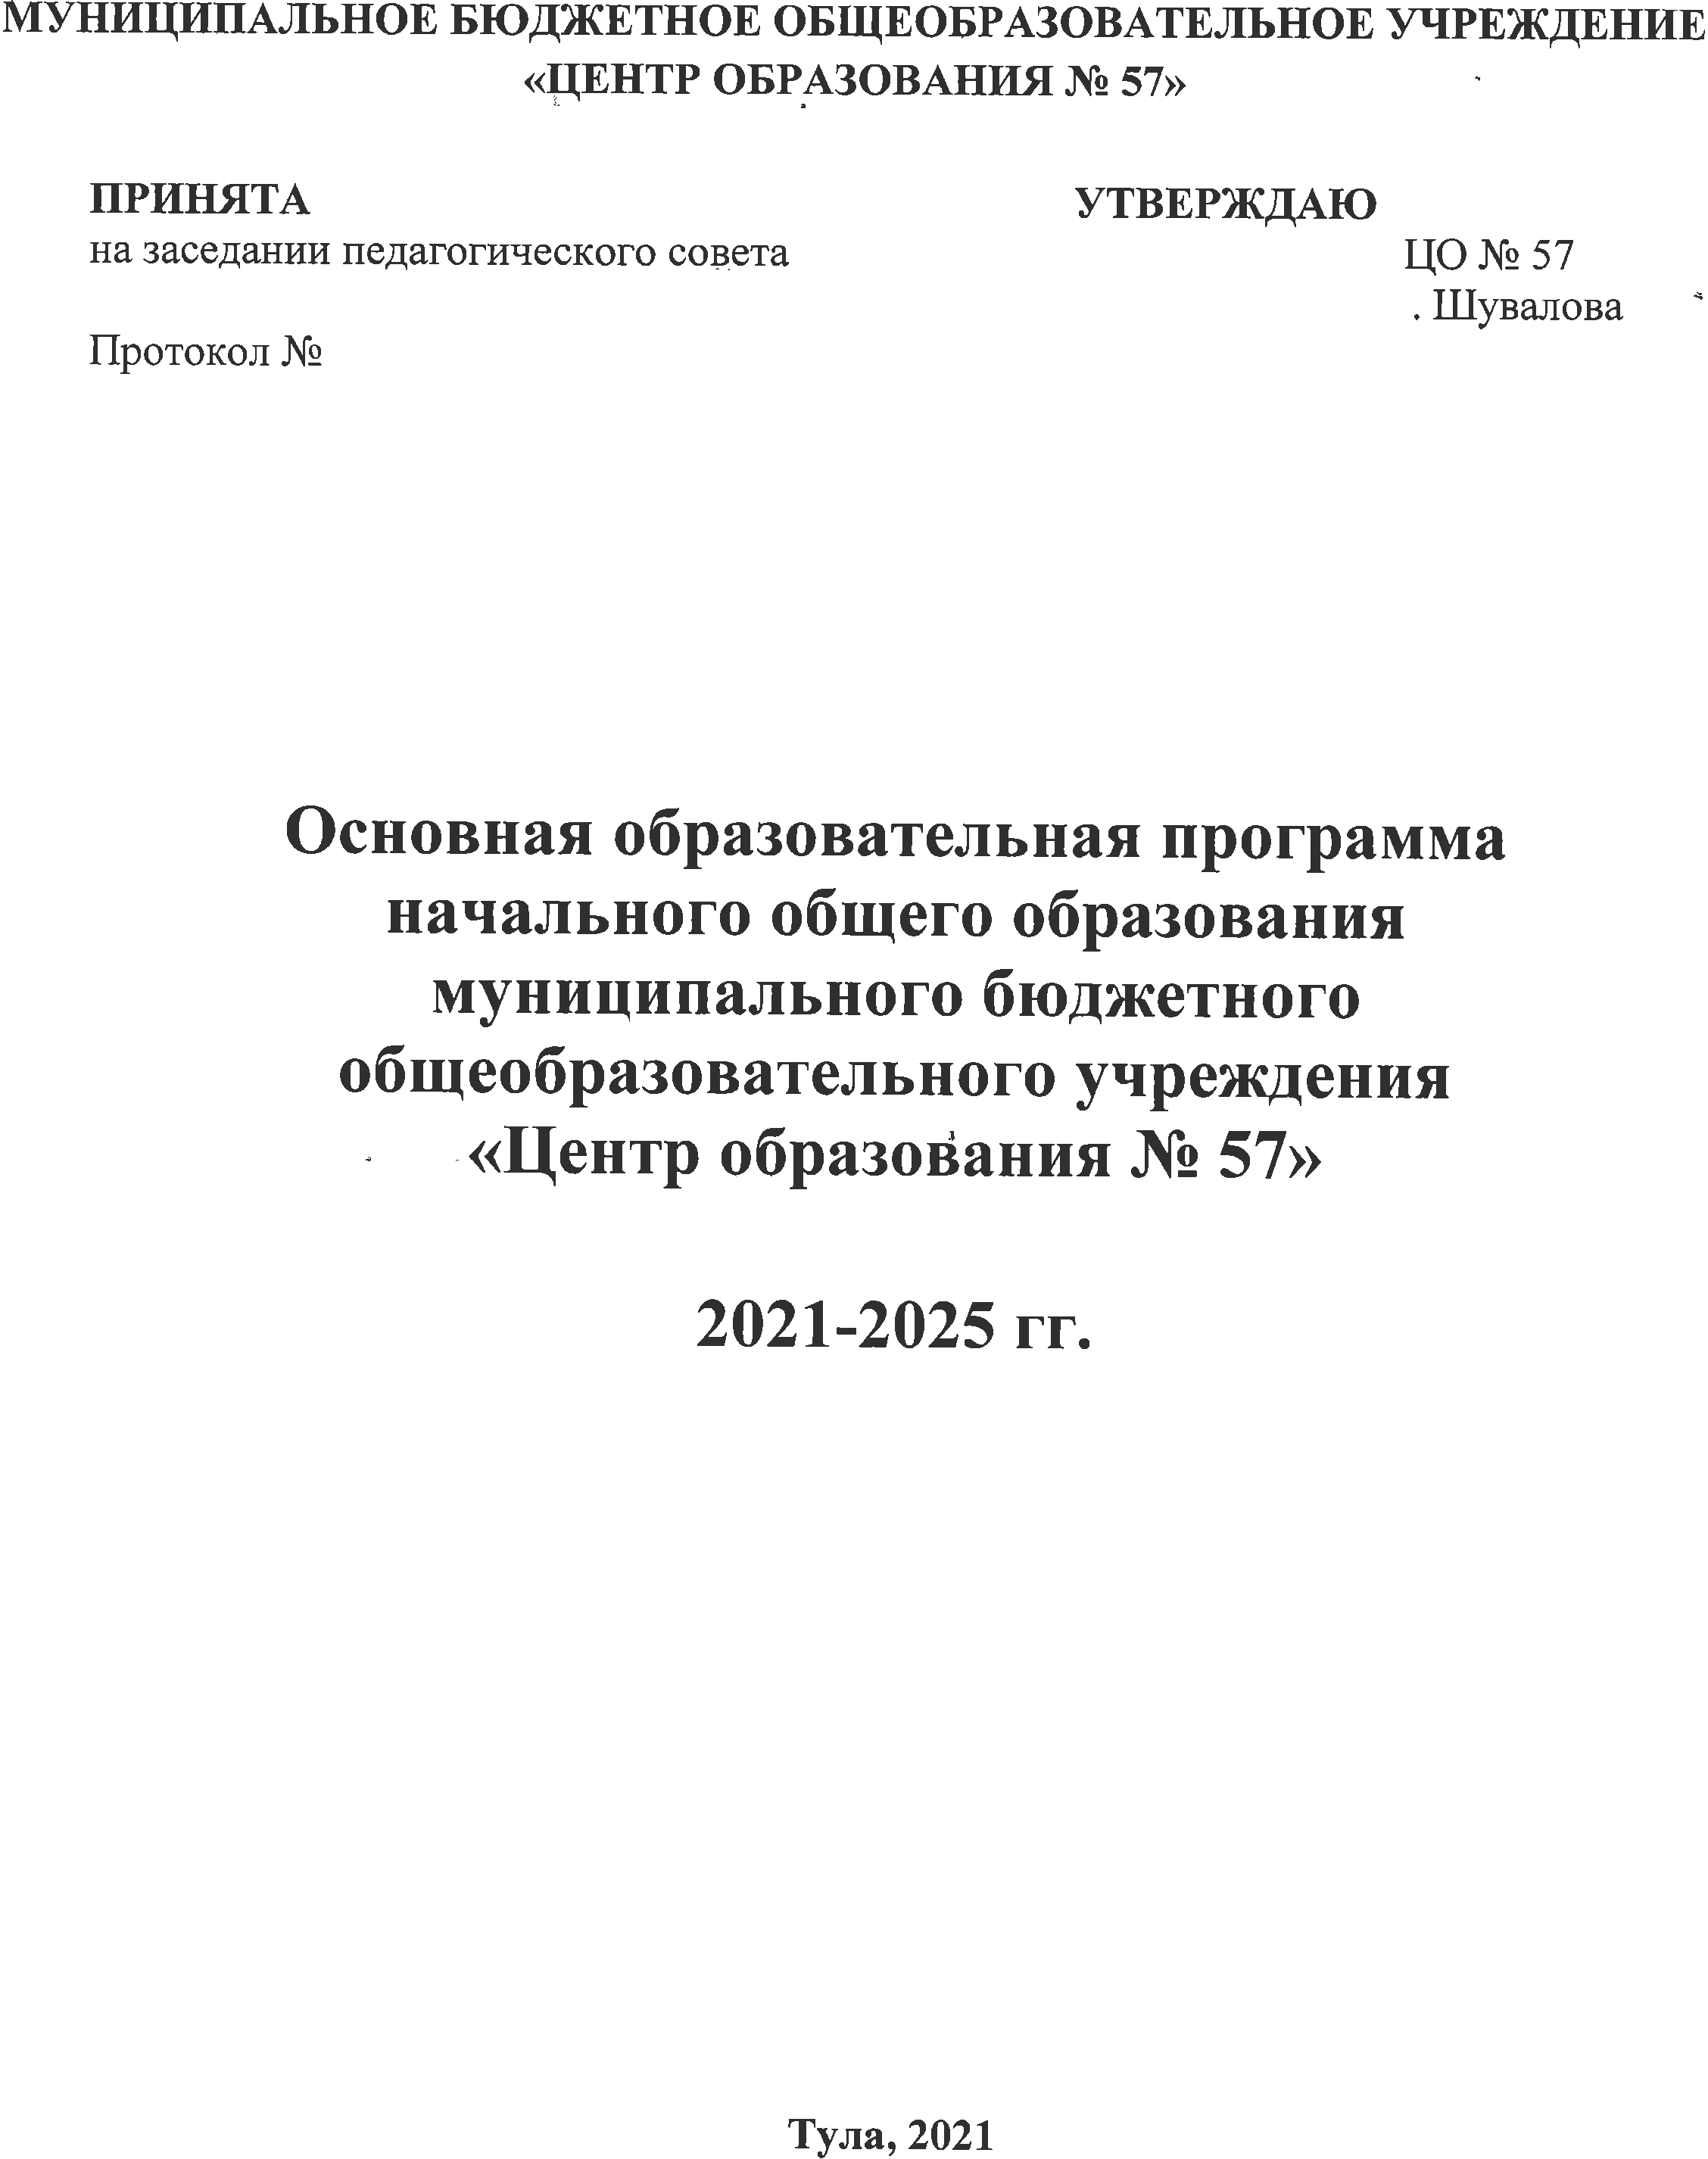 МУНИЦИПАЛЬНОЕ БЮДЖЕТНОЕ ОБЩЕОБРАЗОВАТЕЛЬНОЕ УЧРЕЖДЕНИЕ
«ЦЕНТР ОБРАЗОВАНИЯ № 57»
ПРИНЯТА
на заседании педагогического совета
Протокол №
УТВЕРЖДАЮ
ЦО № 57
. Шувалова
Основная образовательная программа
начального общего образования
муниципального бюджетного
общеобразовательного учреждения
«Центр образования № 57»
2021-2025 гг.
Тула, 2021